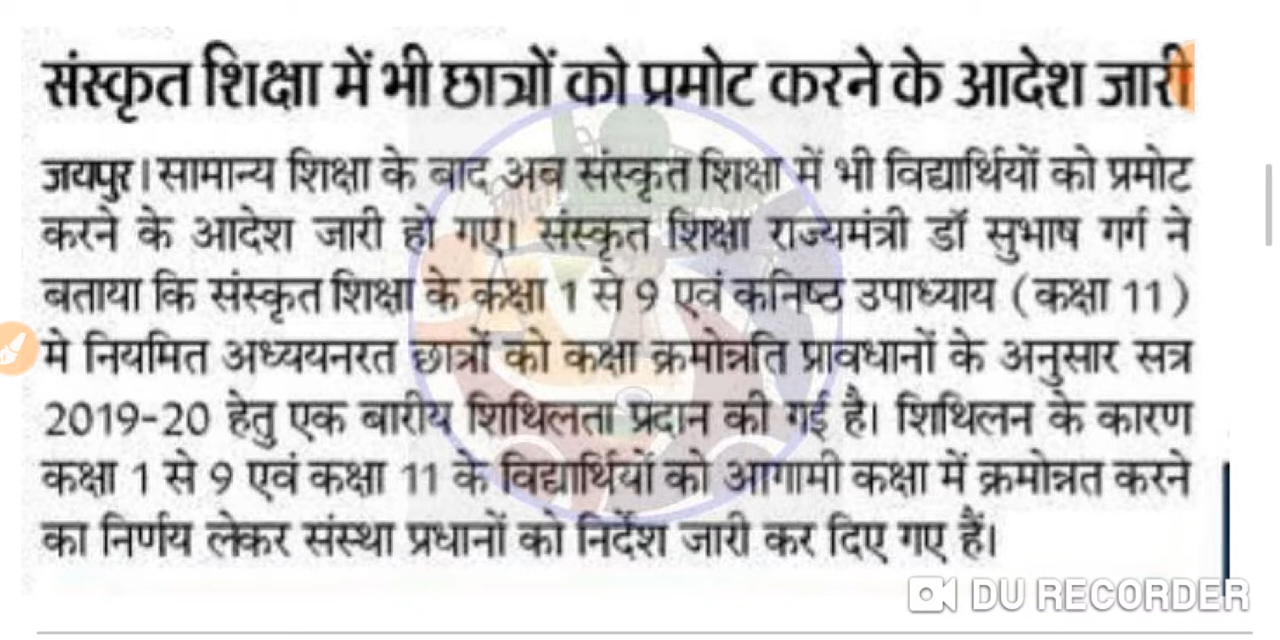 संस्कृत शिक्षा में भी छात्रों को प्रमोट करने के आदेश जारी
जयपुर। सामान्य शिक्षा के बाद अब संस्कृत शिक्षा में भी विद्यार्थियों को प्रमोट
करने के आदेश जारी हो गए। संस्कृत शिक्षा राज्यमंत्री डॉ सुभाष गर्ग ने
बताया कि संस्कृत शिक्षा के कक्षा 1 से 9 एवं कनिष्ठ उपाध्याय (कक्षा 11)
मे नियमित अध्ययनरत छात्रों को कक्षा क्रमोन्नति प्रावधानों के अनुसार सत्र
2019-20 हेतु एक बारीय शिथिलता प्रदान की गई है। शिथिलन के कारण
कक्षा 1 से 9 एवं कक्षा 11 के विद्यार्थियों को आगामी कक्षा में क्रमोन्नत करने
का निर्णय लेकर संस्था प्रधानों को निर्देश जारी कर दिए गए हैं।
DU RECORDER